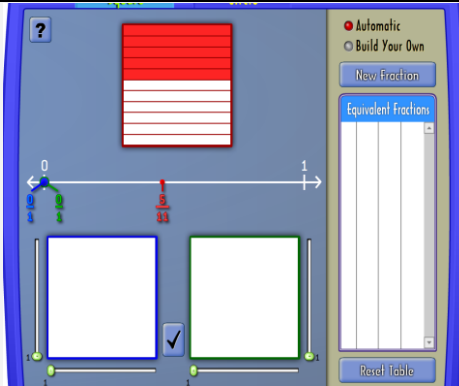 ?
Automatic
Build Your Own
New Fraction
Equivalent Fractions
0
1
0
1
0
1
5
11
1
1
✓
1
1
Reset Table